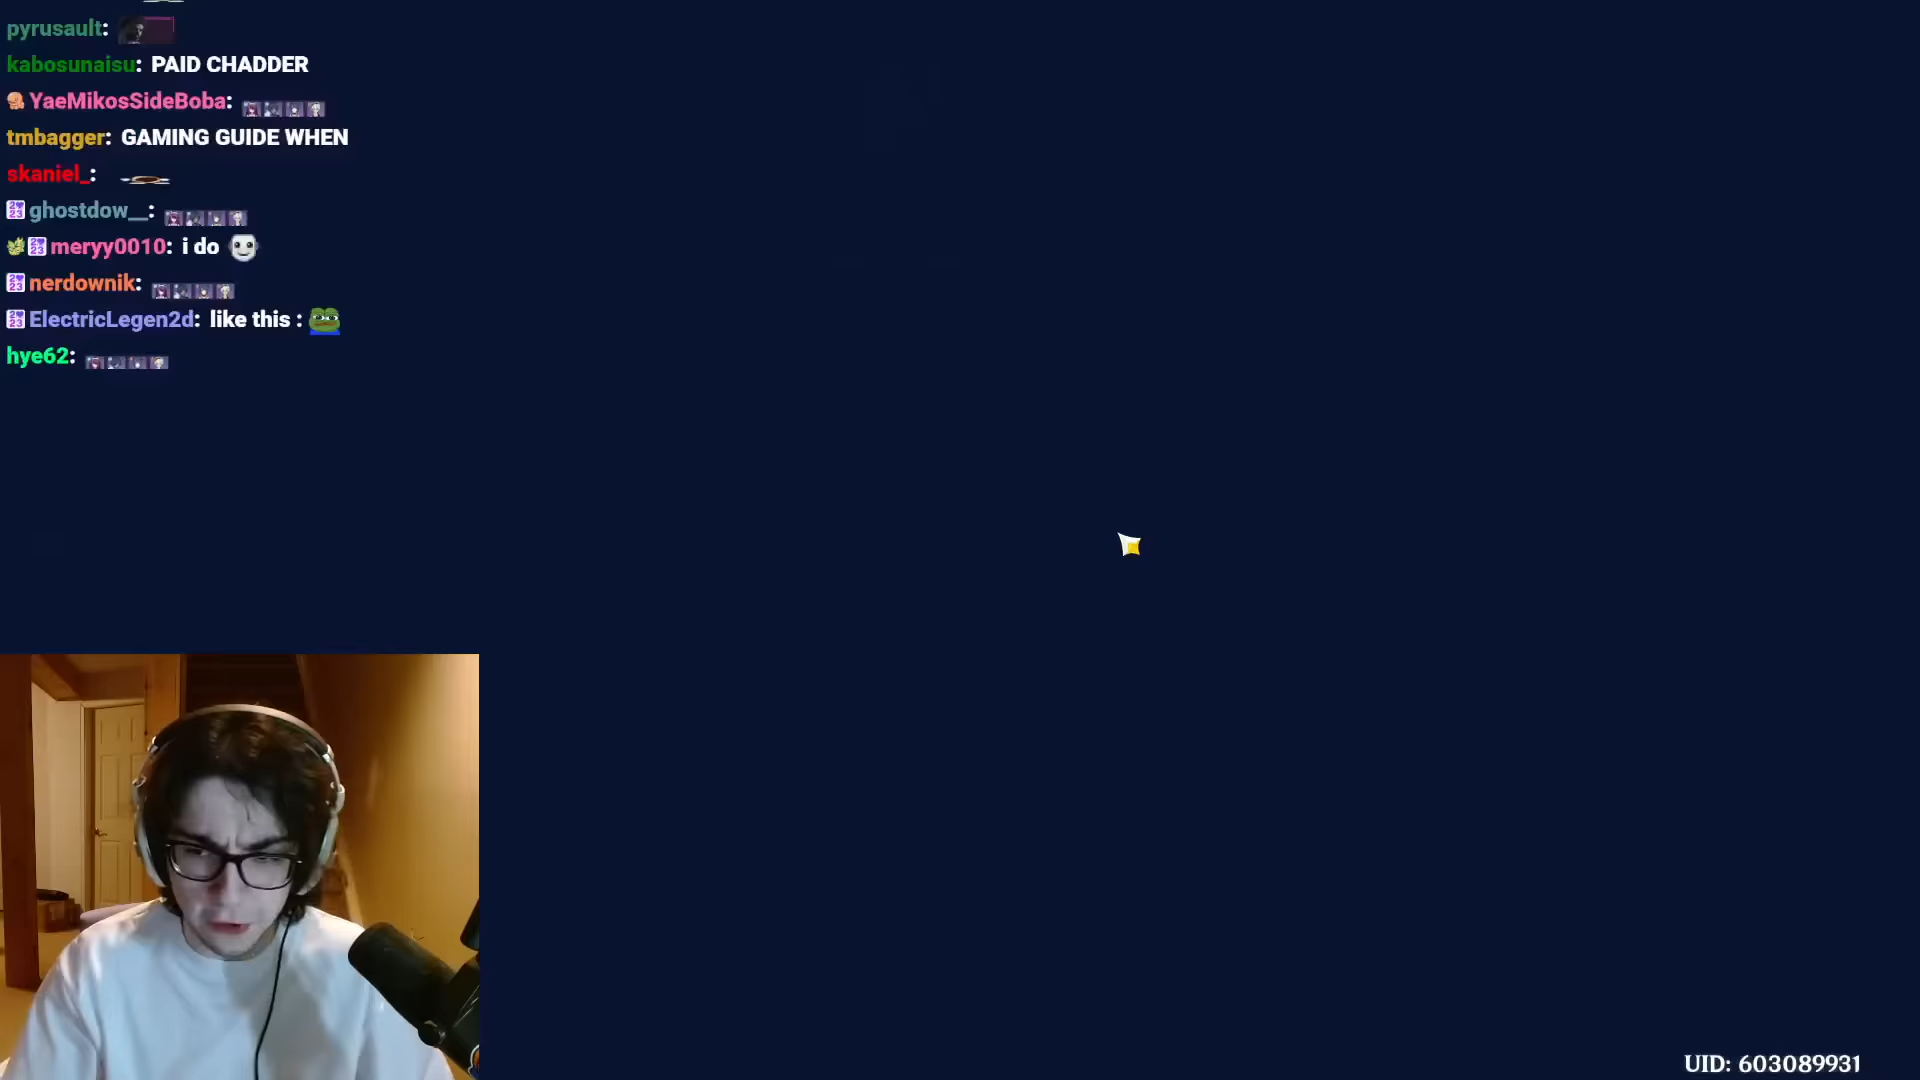 pyrusault:
kabosunaisu: PAID CHADDER
YaeMikosSideBoba:
tmbagger: GAMING GUIDE WHEN
skaniel_:
ghostdow__:
meryy0010: i do
nerdownik:
ElectricLegen2d: like this :
hye62:
UID: 603089931